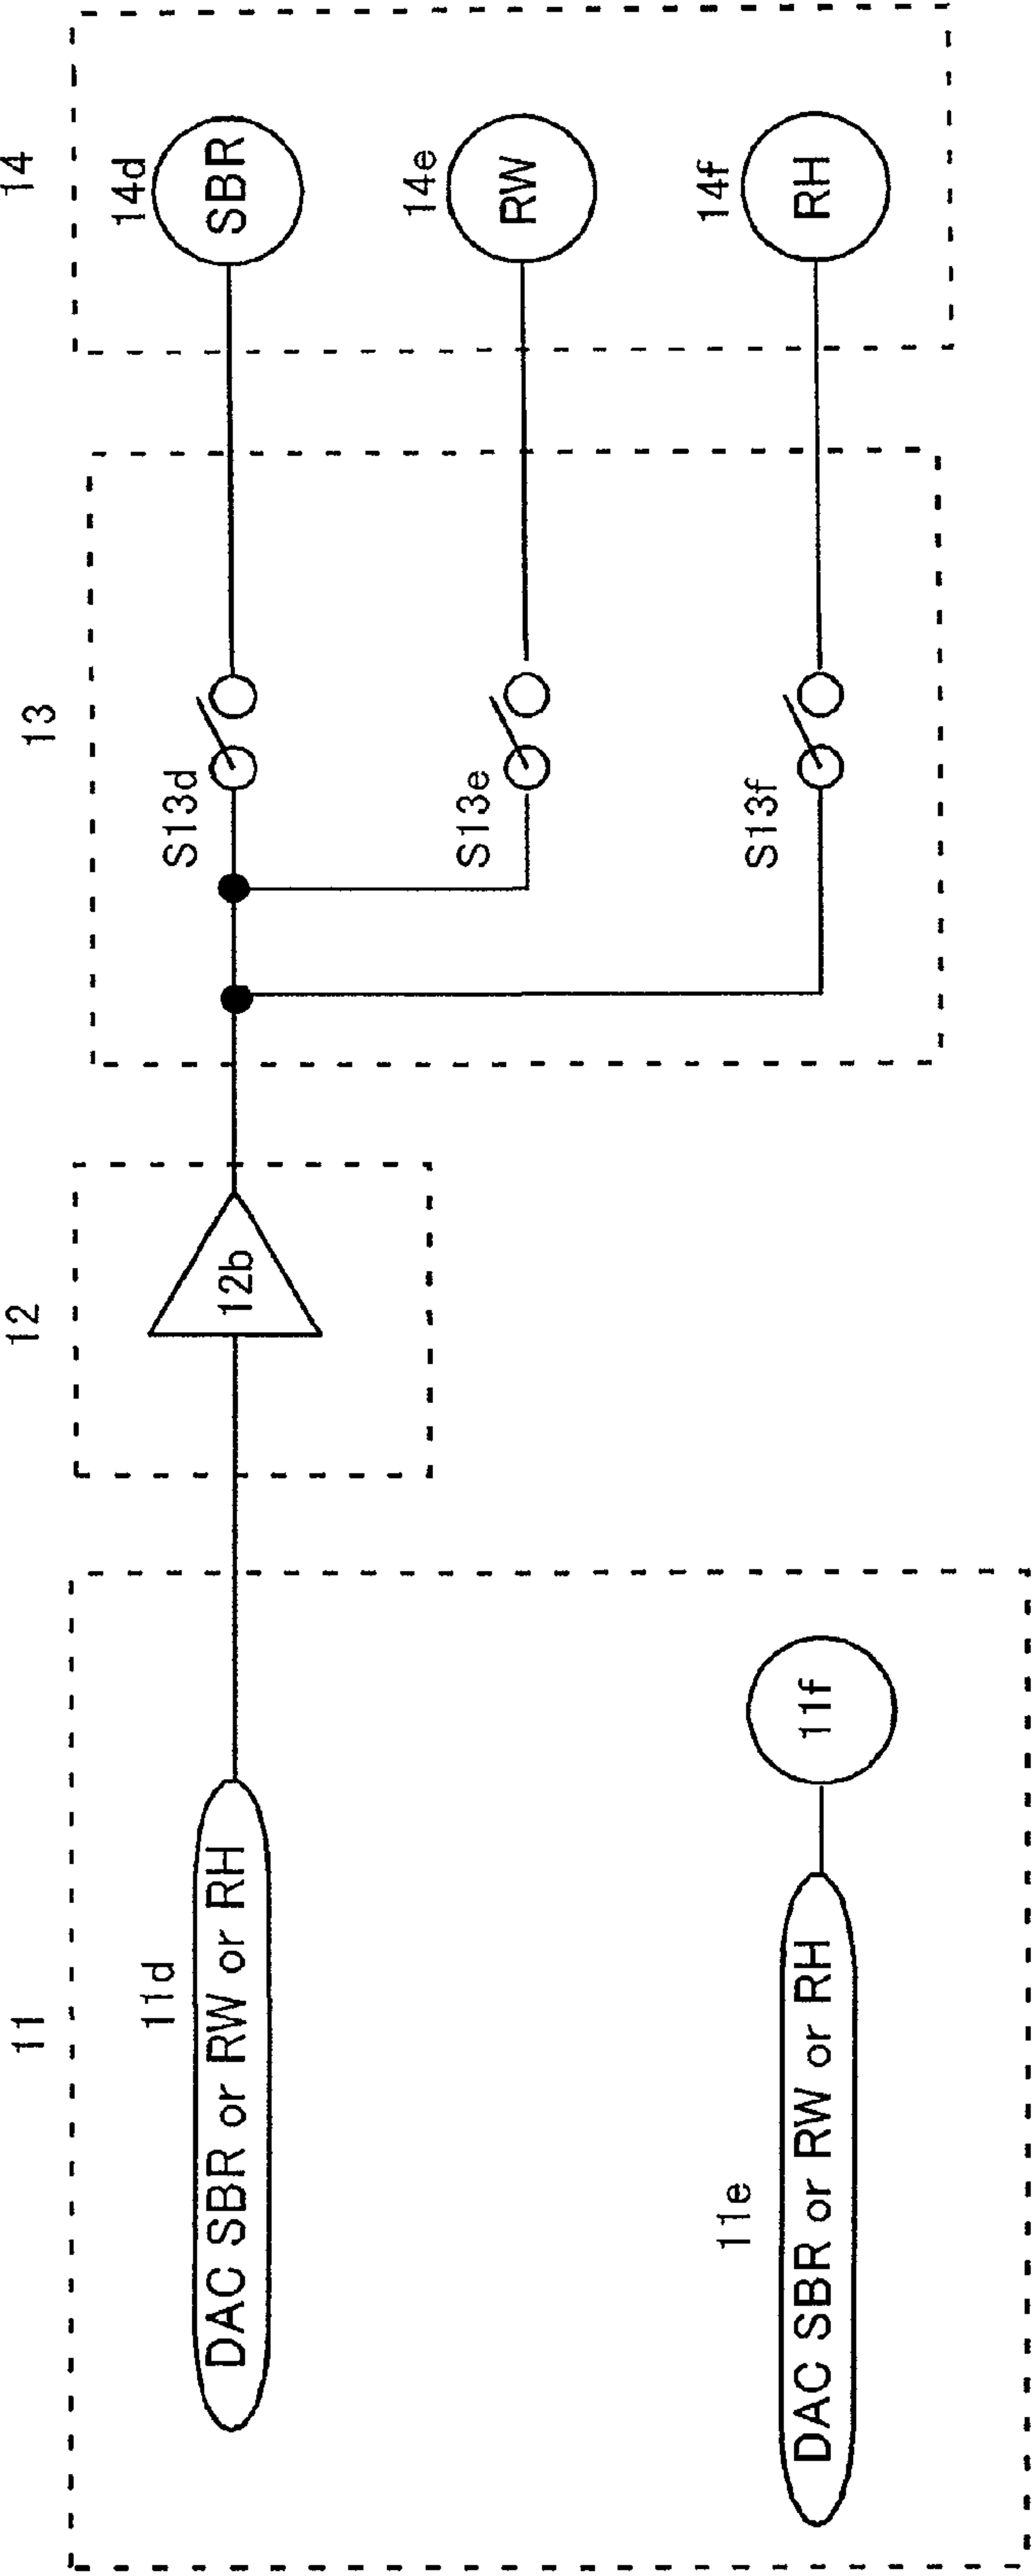 11
12
13
14
11d
DAC SBR or RW or RH
12b
S13d
14d
SBR
S13e
14e
RW
11e
DAC SBR or RW or RH
11f
S13f
14f
RH